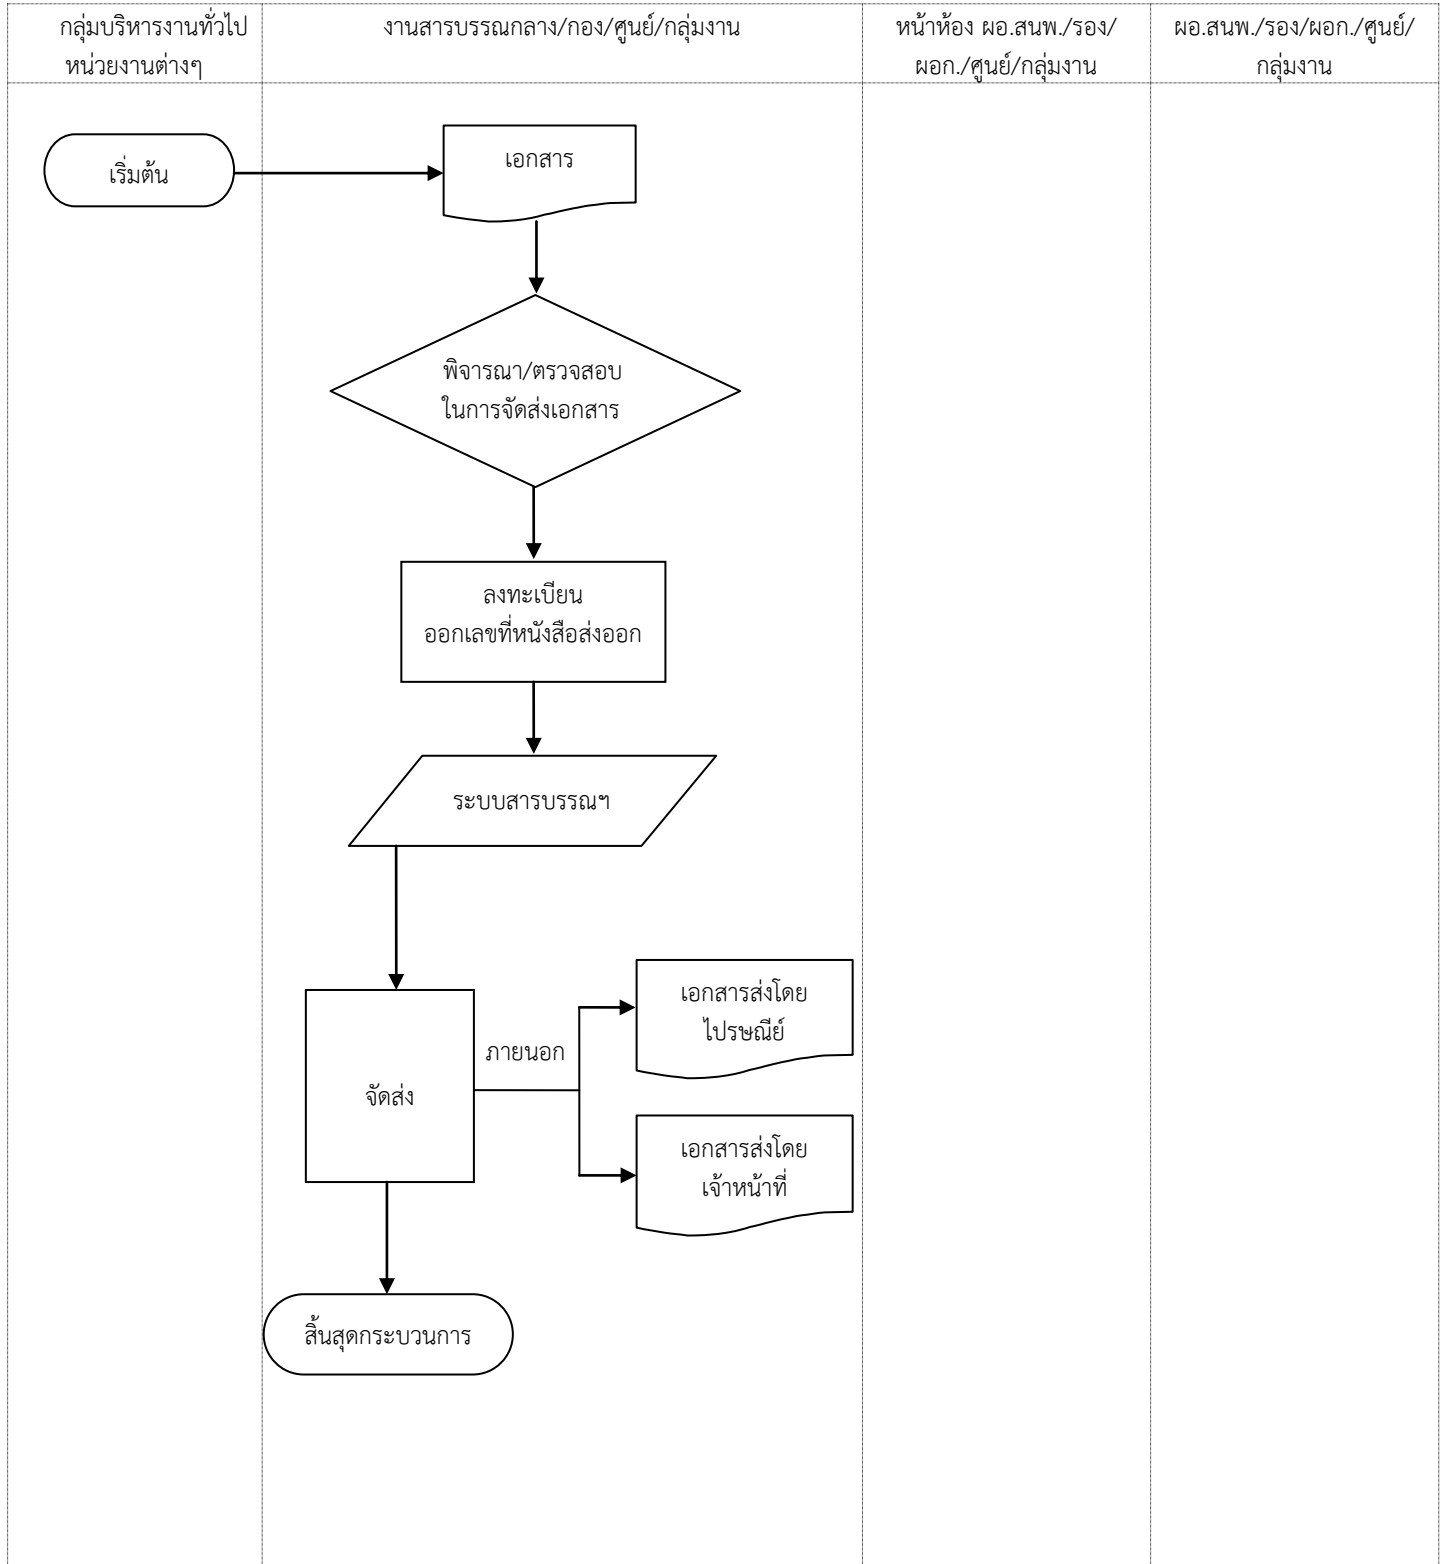 กลุ่มบริหารงานทั่วไป
หน่วยงานต่างๆ
งานสารบรรณกลาง/กอง/ศูนย์/กลุ่มงาน
หน้าห้อง ผอ.สนพ./รอง/
ผอก./ศูนย์/กลุ่มงาน
ผอ.สนพ./รอง/ผอก./ศูนย์/
กลุ่มงาน
เริ่มต้น
เอกสาร
พิจารณา/ตรวจสอบ
ในการจัดส่งเอกสาร
ลงทะเบียน
ออกเลขที่หนังสือส่งออก
ระบบสารบรรณฯ
จัดส่ง
ภายนอก
เอกสารส่งโดย
ไปรษณีย์
เอกสารส่งโดย
เจ้าหน้าที่
สิ้นสุดกระบวนการ